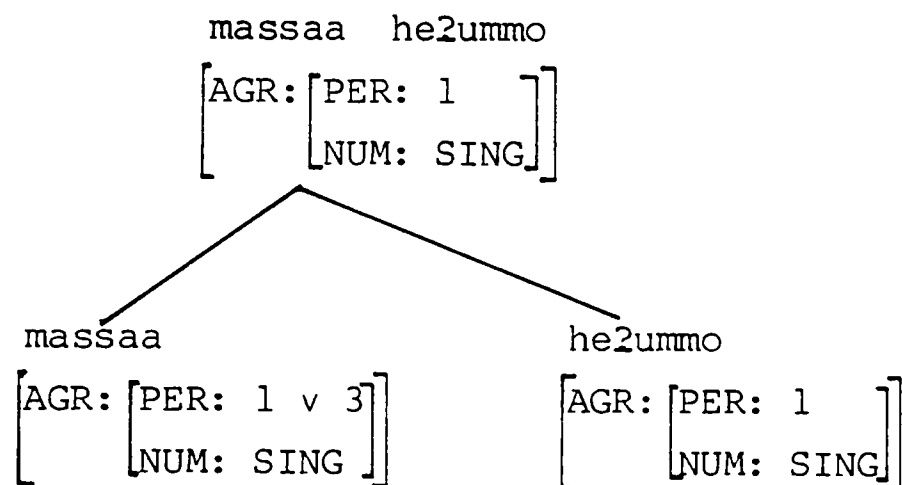 massaa he2ummo
AGR: PER: 1
NUM: SING
massaa
AGR: PER: 1 v 3
NUM: SING
he2ummo
AGR: PER: 1
NUM: SING